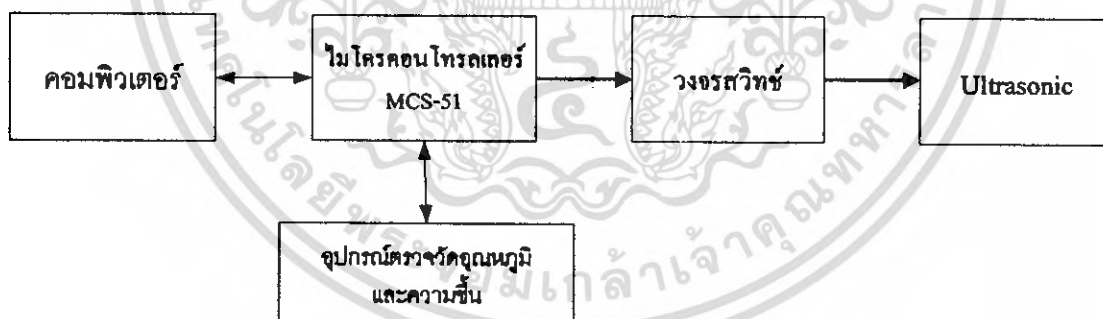 คอมพิวเตอร์
ไมโครคอนโทรลเลอร์
MCS-51
วงจรสวิทช์
Ultrasonic
อุปกรณ์ตรวจวัดอุณหภูมิ
และความชื้น